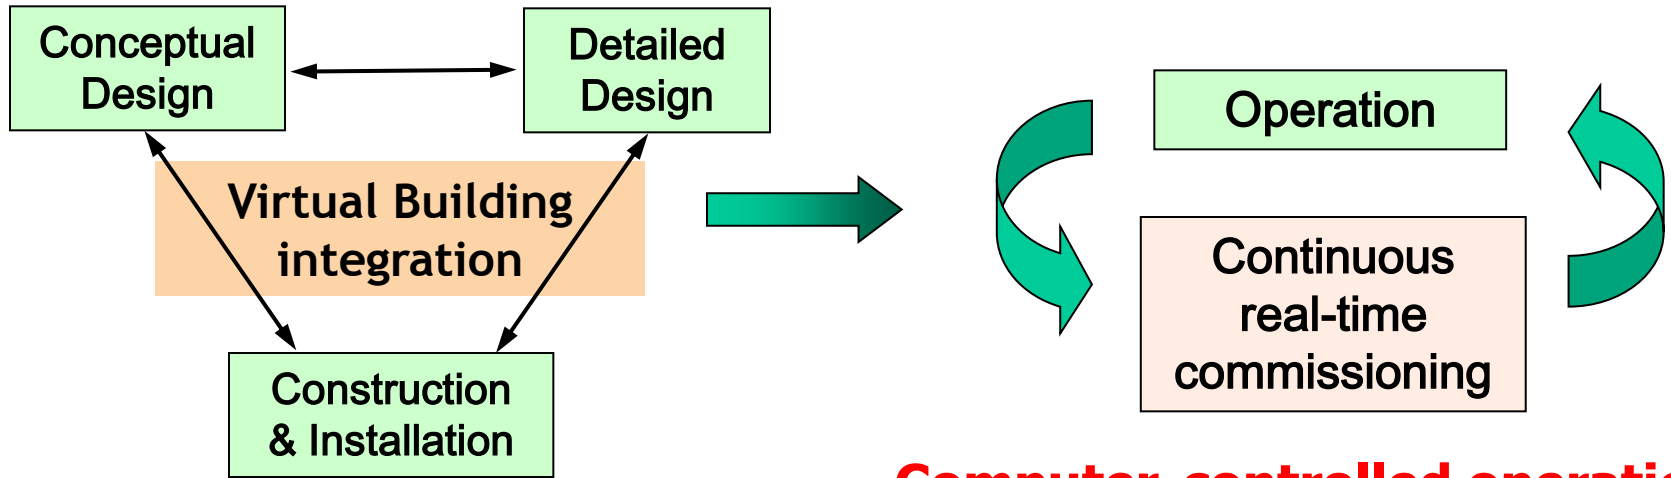 Conceptual
Design
Detailed
Design
Virtual Building
integration
Construction
& Installation
Operation
Continuous
real-time
commissioning